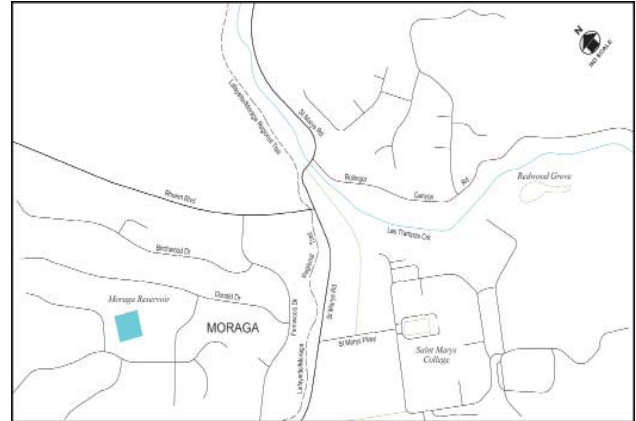 N
NO SCALE
Lafayette/Moraga Regional Trail
St Marys Rd
Bollinger Canyon Rd
Redwood Grove
Rheem Blvd
Las Trampas Crk
Birchwood Dr
Donald Dr
Moraga Reservoir
MORAGA
Fernwood Dr
Lafayette/Moraga Regional Trail
St Marys Rd
St Marys Pkwy
Saint Marys
College